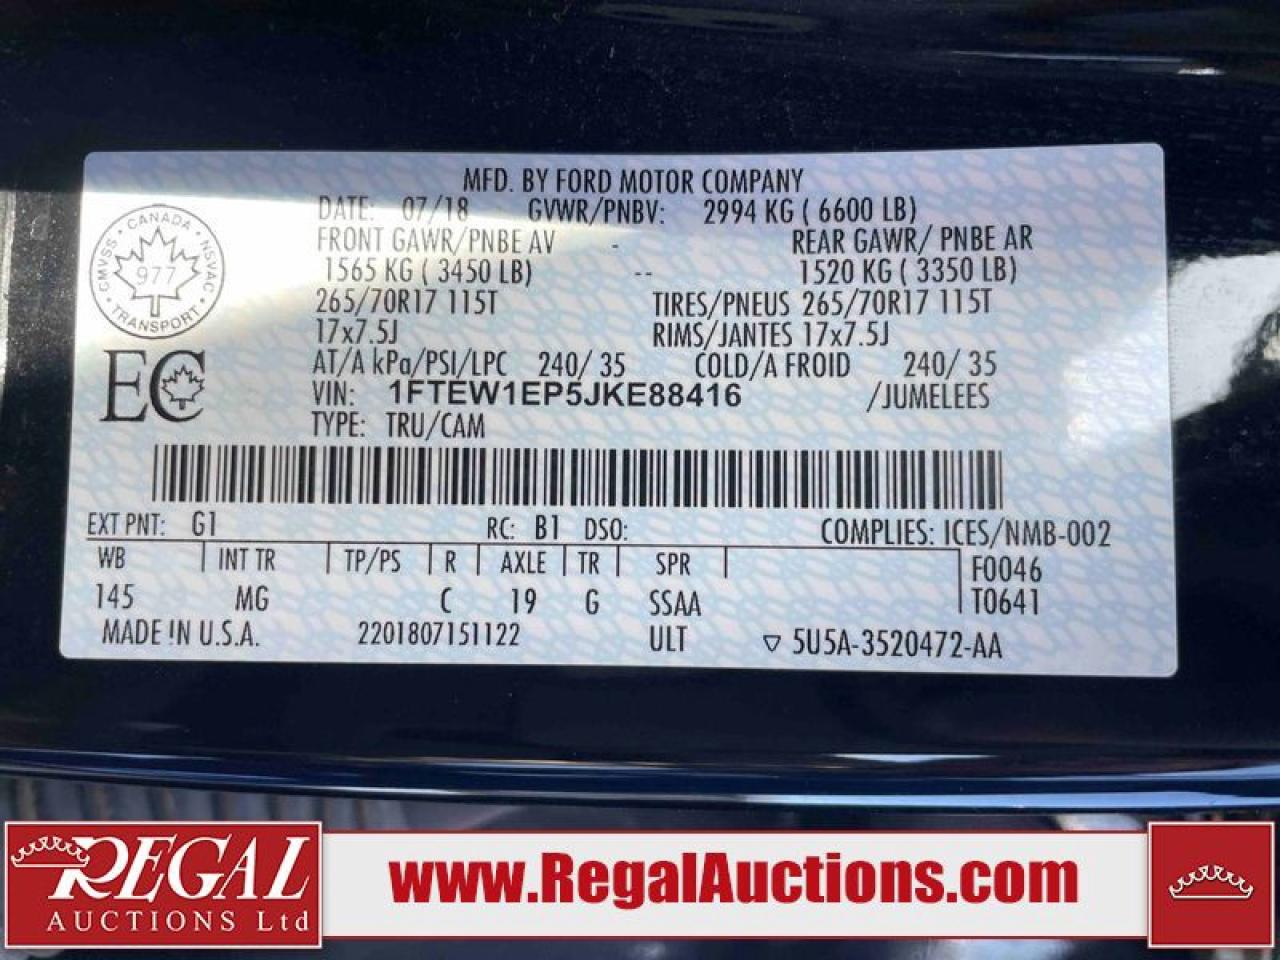 MFD. BY FORD MOTOR COMPANY
DATE: 07/18 GVWR/PNBV: 2994 KG ( 6600 LB)
FRONT GAWR/PNBE AV - REAR GAWR/ PNBE AR
1565 KG ( 3450 LB) -- 1520 KG ( 3350 LB)
265/70R17 115T TIRES/PNEUS 265/70R17 115T
17x7.5J RIMS/JANTES 17x7.5J
AT/A kPa/PSI/LPC 240/ 35 COLD/A FROID 240/ 35
VIN: 1FTEW1EP5JKE88416 /JUMELEES
TYPE: TRU/CAM
CANADA
CMVSS · NSVAC
977
TRANSPORT
EC
EXT PNT: G1 RC: B1 DSO: COMPLIES: ICES/NMB-002
WB | INT TR | TP/PS | R | AXLE | TR | SPR | F0046
145 MG C 19 G SSAA T0641
MADE IN U.S.A. 2201807151122 ULT ▽ 5U5A-3520472-AA
REGAL
AUCTIONS Ltd
www.RegalAuctions.com